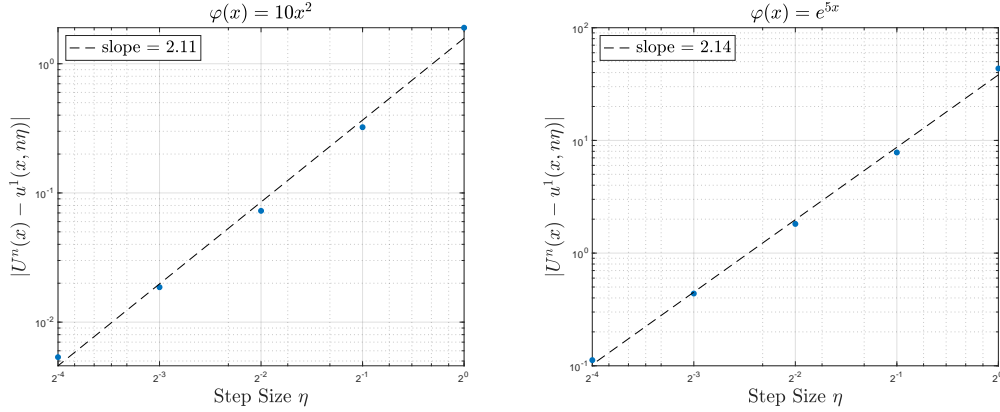 φ(x) = 10x²
slope = 2.11
|Uⁿ(x) − u¹(x, nη)|
10⁰
10⁻¹
10⁻²
2⁻⁴ 2⁻³ 2⁻² 2⁻¹ 2⁰
Step Size η
φ(x) = e⁵ˣ
slope = 2.14
|Uⁿ(x) − u¹(x, nη)|
10²
10¹
10⁰
10⁻¹
2⁻⁴ 2⁻³ 2⁻² 2⁻¹ 2⁰
Step Size η